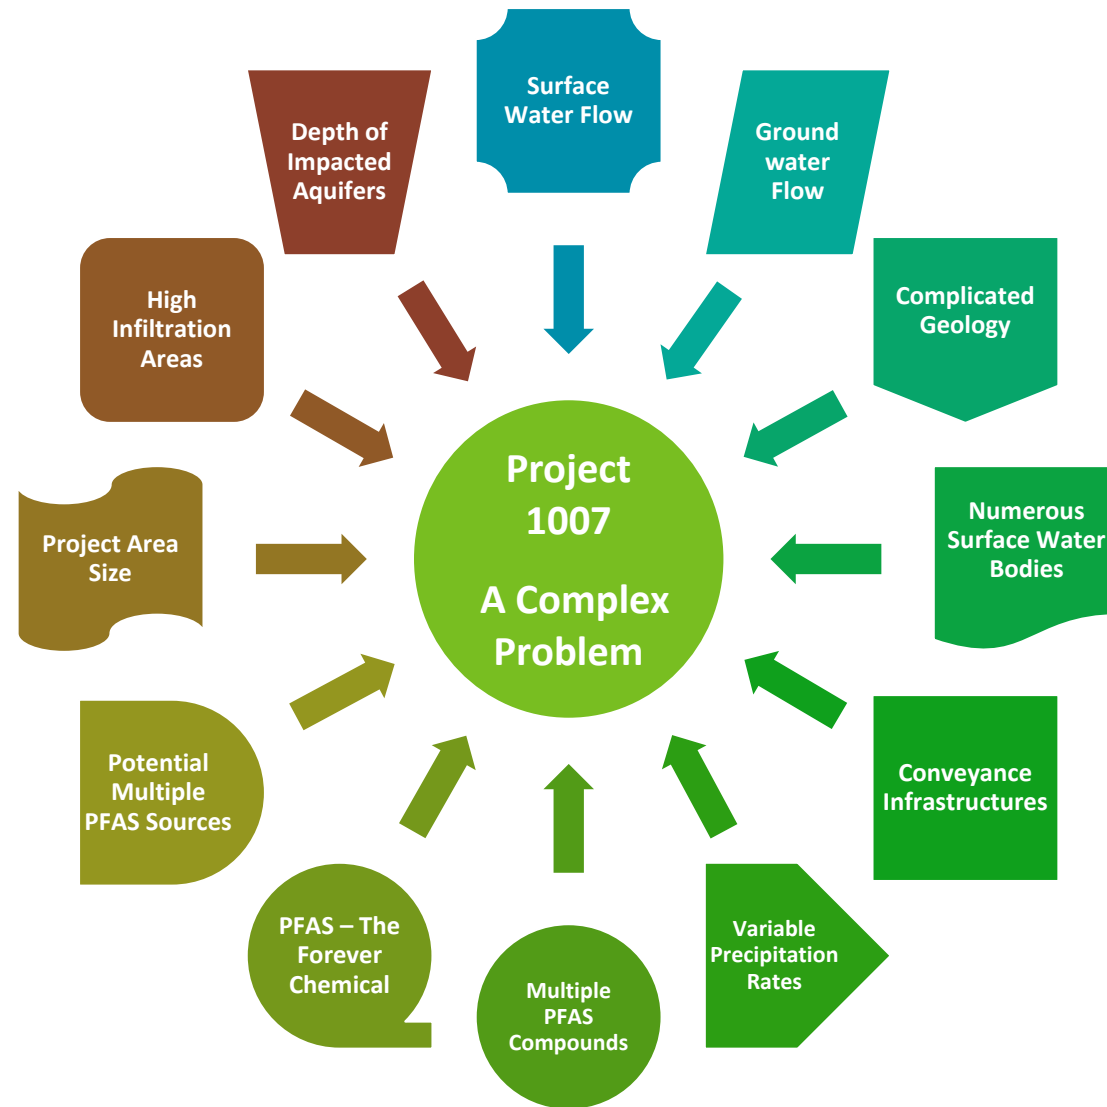 Surface
Water Flow
Ground
water
Flow
Complicated
Geology
Numerous
Surface Water
Bodies
Conveyance
Infrastructures
Variable
Precipitation
Rates
Multiple
PFAS
Compounds
PFAS – The
Forever
Chemical
Potential
Multiple
PFAS Sources
Project Area
Size
High
Infiltration
Areas
Depth of
Impacted
Aquifers
Project
1007
A Complex
Problem